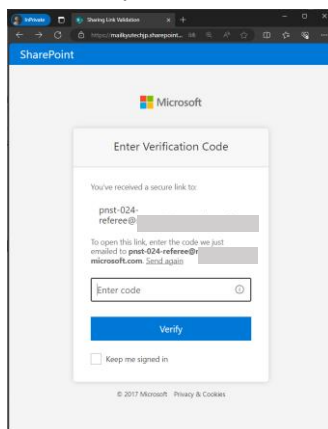 InPrivate
Sharing Link Validation
https://mailkyutechjp.sharepoint...
SharePoint
Microsoft
Enter Verification Code
You've received a secure link to:
pnst-024-
referee@
To open this link, enter the code we just
emailed to pnst-024-referee@
microsoft.com. Send again
Enter code
Verify
Keep me signed in
© 2017 Microsoft Privacy & Cookies